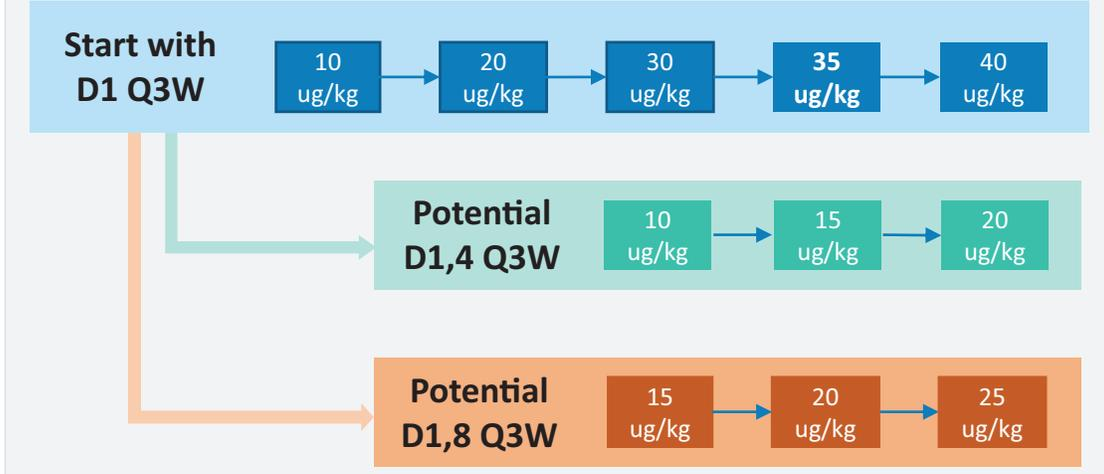 Start with
D1 Q3W
10
ug/kg
20
ug/kg
30
ug/kg
35
ug/kg
40
ug/kg
Potential
D1,4 Q3W
10
ug/kg
15
ug/kg
20
ug/kg
Potential
D1,8 Q3W
15
ug/kg
20
ug/kg
25
ug/kg